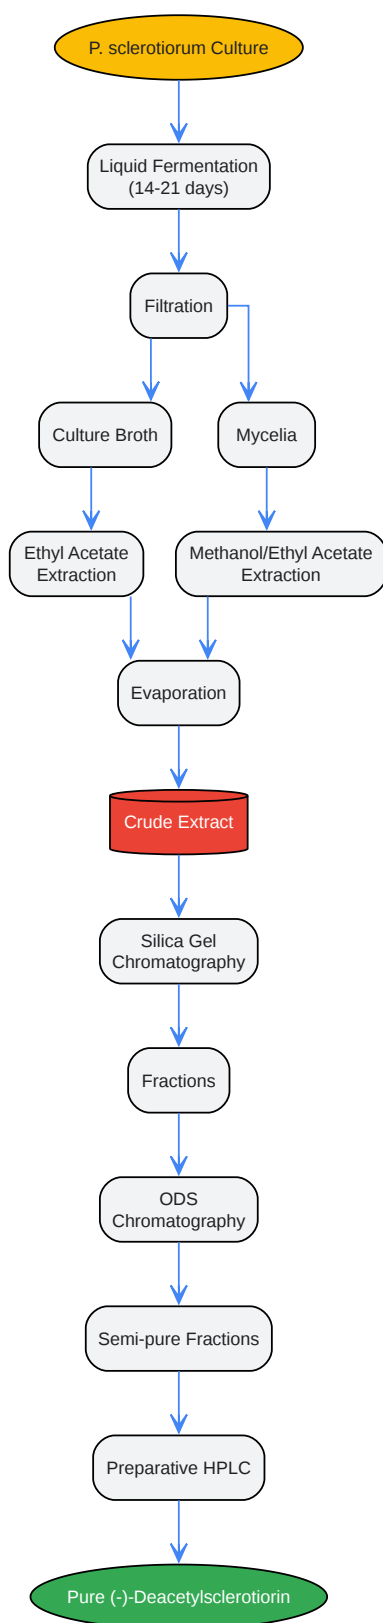 P. sclerotiorum Culture
Liquid Fermentation
(14-21 days)
Filtration
Culture Broth
Mycelia
Ethyl Acetate
Extraction
Methanol/Ethyl Acetate
Extraction
Evaporation
Crude Extract
Silica Gel
Chromatography
Fractions
ODS
Chromatography
Semi-pure Fractions
Preparative HPLC
Pure (-)-Deacetylsclerotiorin